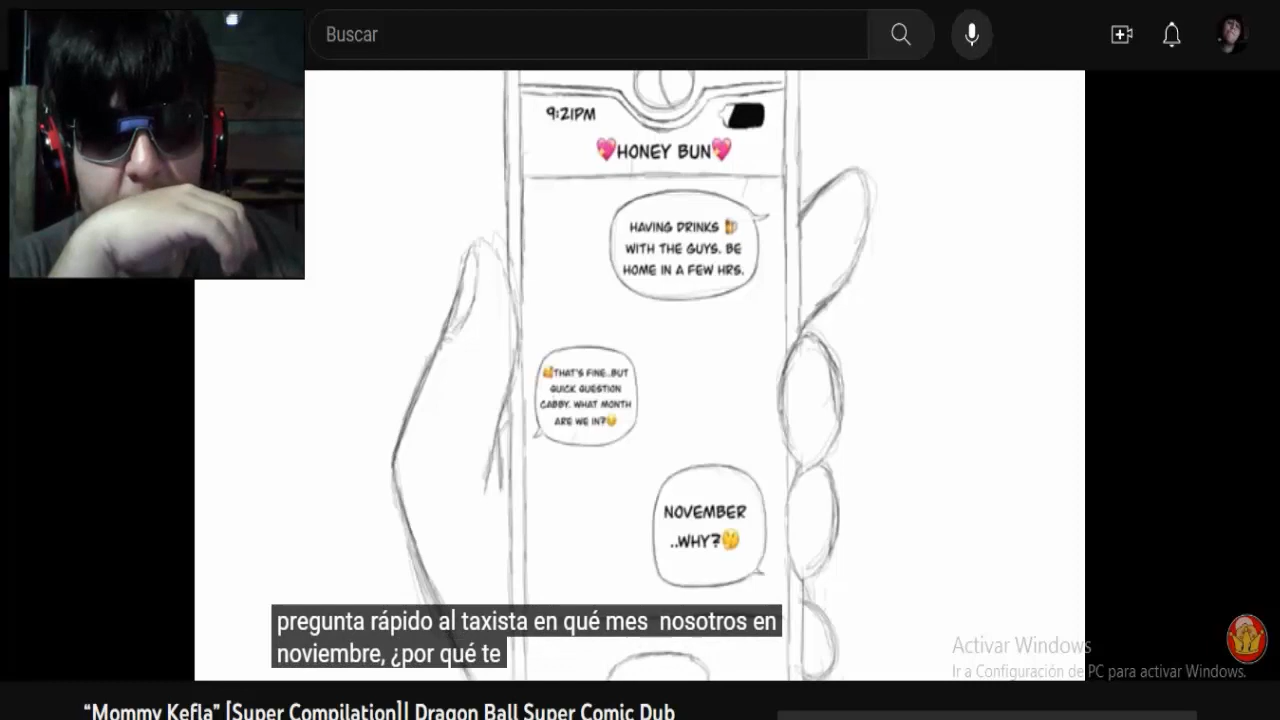 Buscar
9:21PM
💖HONEY BUN💖
HAVING DRINKS 🍺
WITH THE GUYS. BE
HOME IN A FEW HRS.
🥰THAT'S FINE..BUT
QUICK QUESTION
CABBY. WHAT MONTH
ARE WE IN?
NOVEMBER
..WHY?🤔
pregunta rápido al taxista en qué mes nosotros en
noviembre, ¿por qué te
Activar Windows
Ir a Configuración de PC para activar Windows.
“Mommy Kefla” [Super Compilation]| Dragon Ball Super Comic Dub